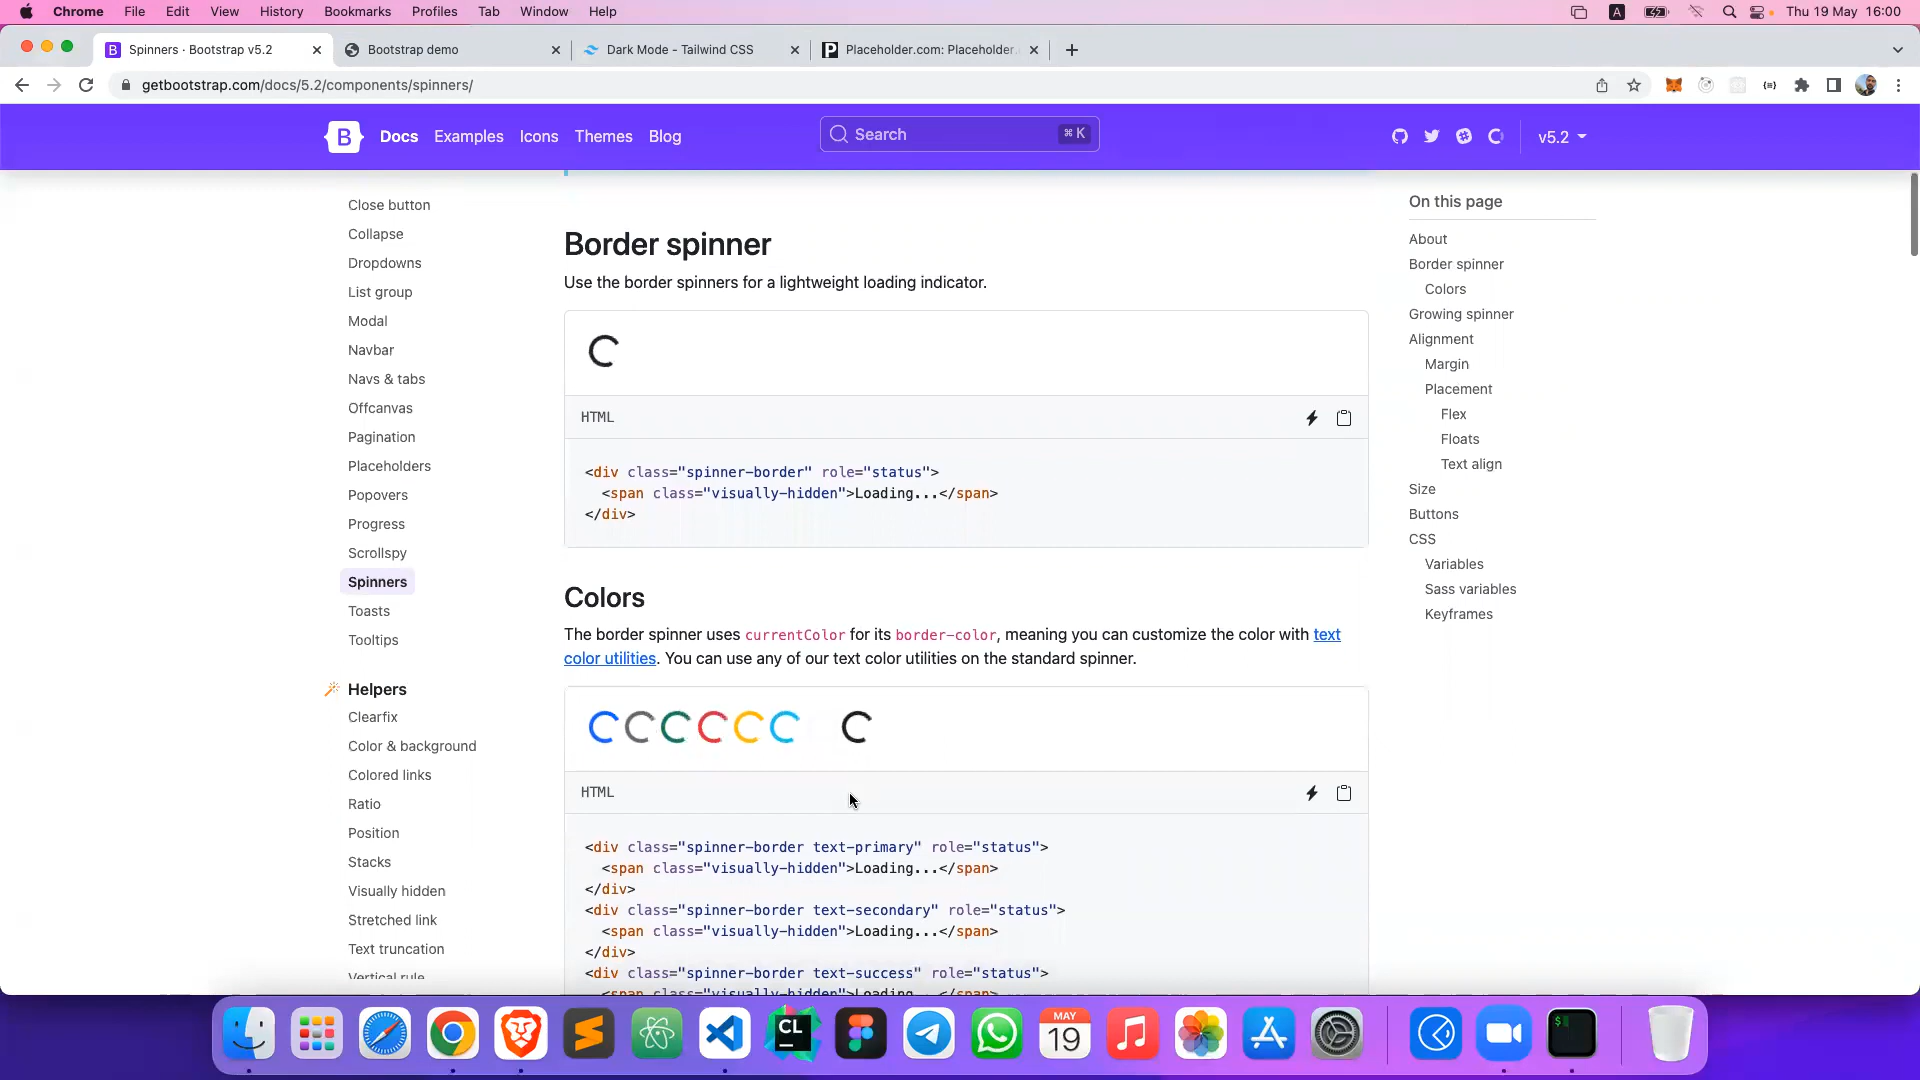 Chrome File Edit View History Bookmarks Profiles Tab Window Help A Thu 19 May 16:00
B Spinners · Bootstrap v5.2 Bootstrap demo Dark Mode - Tailwind CSS P Placeholder.com: Placeholder.
getbootstrap.com/docs/5.2/components/spinners/
B Docs Examples Icons Themes Blog Search ⌘ K v5.2
Close button
Collapse
Dropdowns
List group
Modal
Navbar
Navs & tabs
Offcanvas
Pagination
Placeholders
Popovers
Progress
Scrollspy
Spinners
Toasts
Tooltips
Helpers
Clearfix
Color & background
Colored links
Ratio
Position
Stacks
Visually hidden
Stretched link
Text truncation
Vertical rule
Border spinner
Use the border spinners for a lightweight loading indicator.
HTML
<div class="spinner-border" role="status">
<span class="visually-hidden">Loading...</span>
</div>
Colors
The border spinner uses currentColor for its border-color, meaning you can customize the color with text
color utilities. You can use any of our text color utilities on the standard spinner.
HTML
<div class="spinner-border text-primary" role="status">
<span class="visually-hidden">Loading...</span>
</div>
<div class="spinner-border text-secondary" role="status">
<span class="visually-hidden">Loading...</span>
</div>
<div class="spinner-border text-success" role="status">
<span class="visually-hidden">Loading...</span>
On this page
About
Border spinner
Colors
Growing spinner
Alignment
Margin
Placement
Flex
Floats
Text align
Size
Buttons
CSS
Variables
Sass variables
Keyframes
CL
MAY
19
$